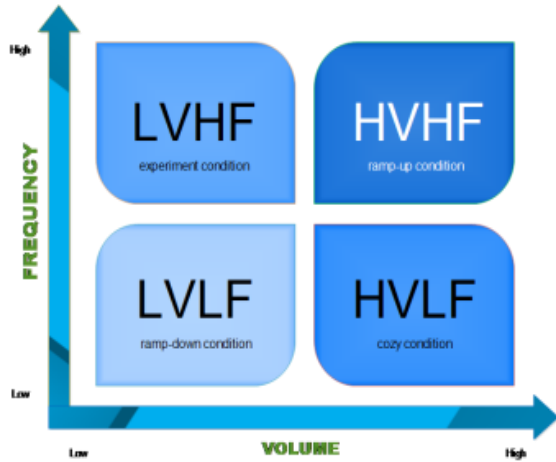 High
LVHF
experiment condition
HVHF
ramp-up condition
FREQUENCY
LVLF
ramp-down condition
HVLF
cozy condition
Low
Low
VOLUME
High